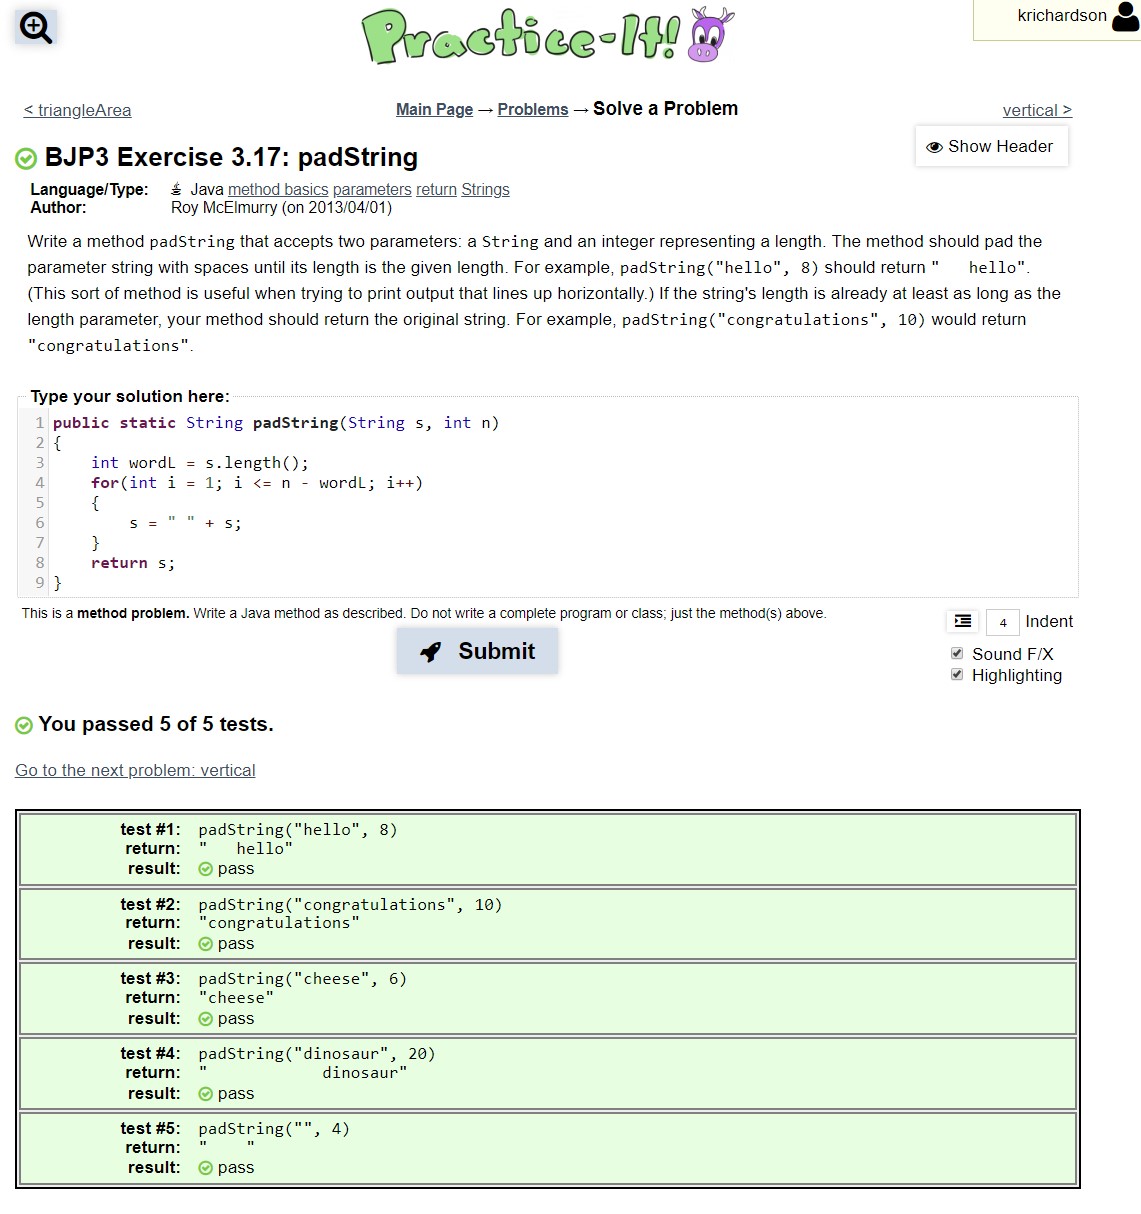 Practice-It!
krichardson
< triangleArea
Main Page → Problems → Solve a Problem
vertical >
Show Header
BJP3 Exercise 3.17: padString
Language/Type: Java method basics parameters return Strings
Author: Roy McElmurry (on 2013/04/01)
Write a method padString that accepts two parameters: a String and an integer representing a length. The method should pad the
parameter string with spaces until its length is the given length. For example, padString("hello", 8) should return "   hello".
(This sort of method is useful when trying to print output that lines up horizontally.) If the string's length is already at least as long as the
length parameter, your method should return the original string. For example, padString("congratulations", 10) would return
"congratulations".
Type your solution here:
1 public static String padString(String s, int n)
2 {
3     int wordL = s.length();
4     for(int i = 1; i <= n - wordL; i++)
5     {
6         s = " " + s;
7     }
8     return s;
9 }
This is a method problem. Write a Java method as described. Do not write a complete program or class; just the method(s) above.
4 Indent
Submit
Sound F/X
Highlighting
You passed 5 of 5 tests.
Go to the next problem: vertical
test #1: padString("hello", 8)
return: "   hello"
result: pass
test #2: padString("congratulations", 10)
return: "congratulations"
result: pass
test #3: padString("cheese", 6)
return: "cheese"
result: pass
test #4: padString("dinosaur", 20)
return: "            dinosaur"
result: pass
test #5: padString("", 4)
return: "    "
result: pass